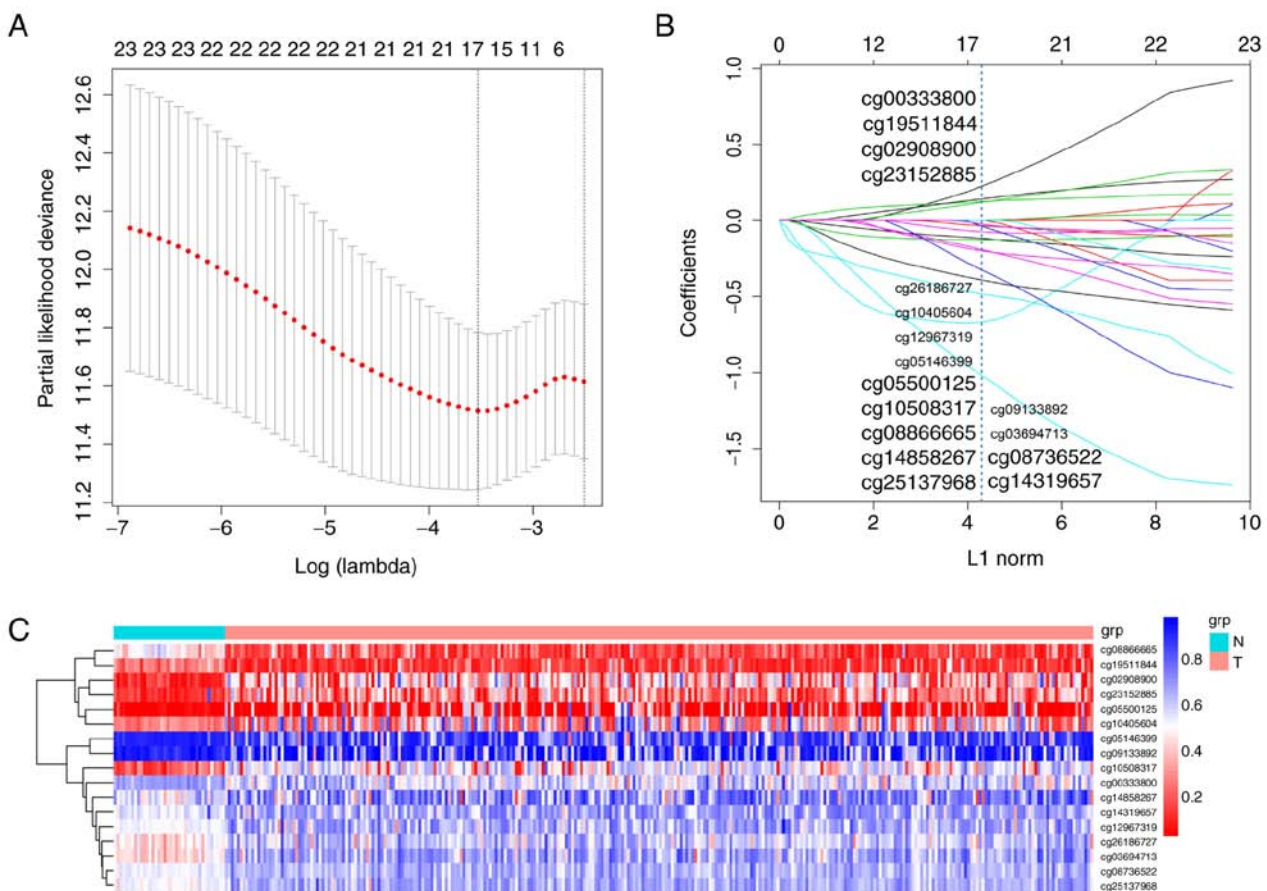 A
23 23 23 22 22 22 22 22 21 21 21 21 17 15 11 6
12.6
12.4
12.2
12.0
11.8
11.6
11.4
11.2
Partial likelihood deviance
−7 −6 −5 −4 −3
Log (lambda)
B
0 12 17 21 22 23
1.0
0.5
0.0
−0.5
−1.0
−1.5
Coefficients
cg00333800
cg19511844
cg02908900
cg23152885
cg26186727
cg10405604
cg12967319
cg05146399
cg05500125
cg10508317 cg09133892
cg08866665 cg03694713
cg14858267 cg08736522
cg25137968 cg14319657
0 2 4 6 8 10
L1 norm
C
grp
cg08866665
cg19511844
cg02908900
cg23152885
cg05500125
cg10405604
cg05146399
cg09133892
cg10508317
cg00333800
cg14858267
cg14319657
cg12967319
cg26186727
cg03694713
cg08736522
cg25137968
0.8
0.6
0.4
0.2
grp
N
T